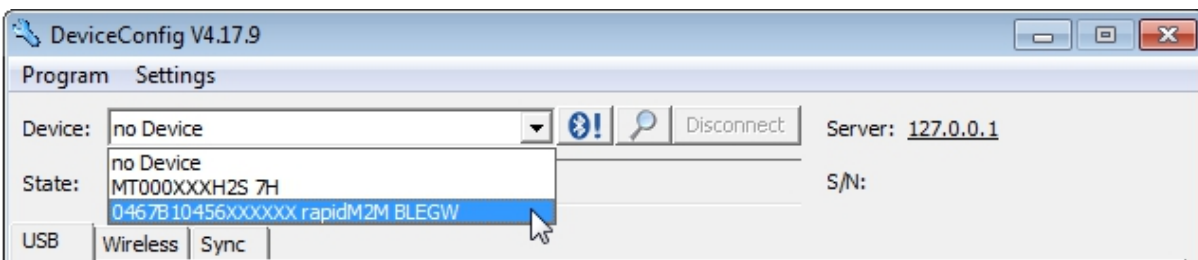 DeviceConfig V4.17.9
Program Settings
Device: no Device Disconnect Server: 127.0.0.1
no Device
State: MT000XXXH2S 7H S/N:
0467B10456XXXXXX rapidM2M BLEGW
USB Wireless Sync